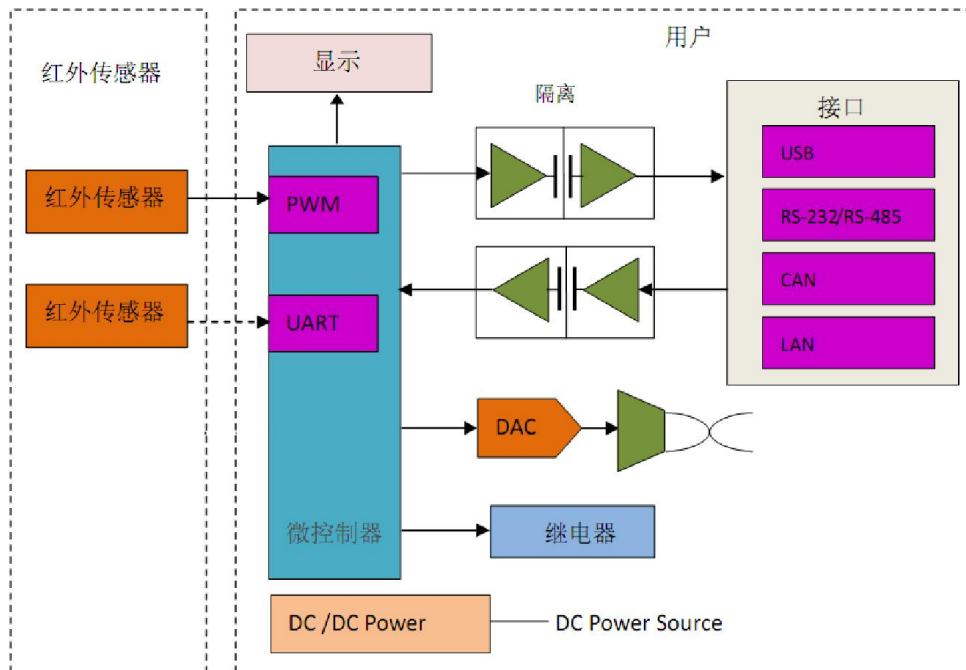 用户
红外传感器
显示
隔离
接口
USB
红外传感器
PWM
RS-232/RS-485
CAN
红外传感器
UART
LAN
DAC
微控制器
继电器
DC /DC Power
DC Power Source